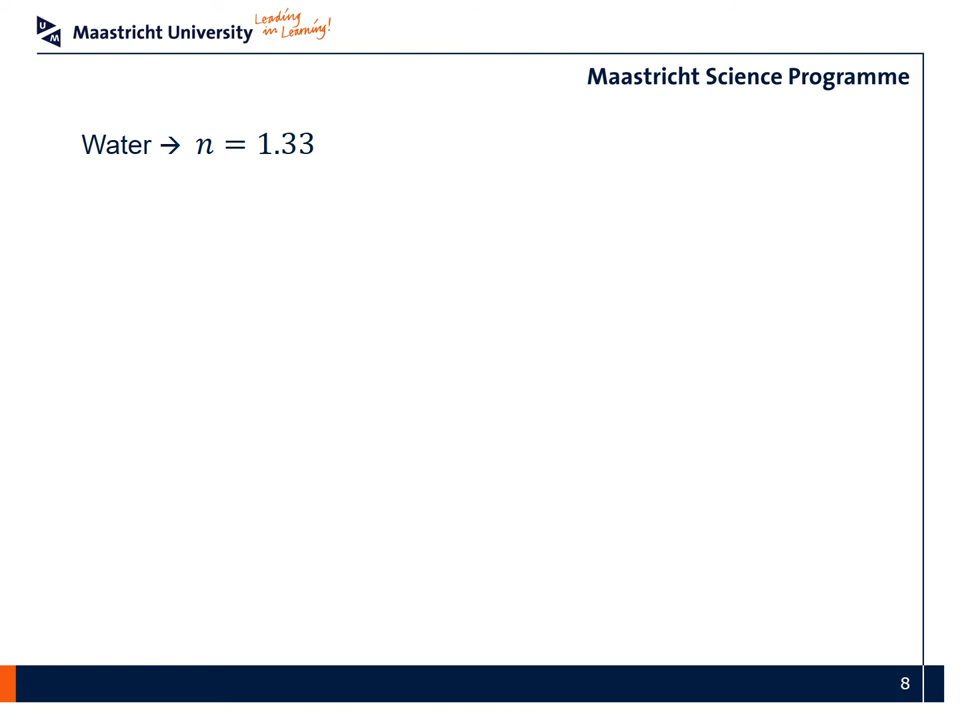 U
M
Maastricht University
Leading
in Learning!
Maastricht Science Programme
Water → n = 1.33
8